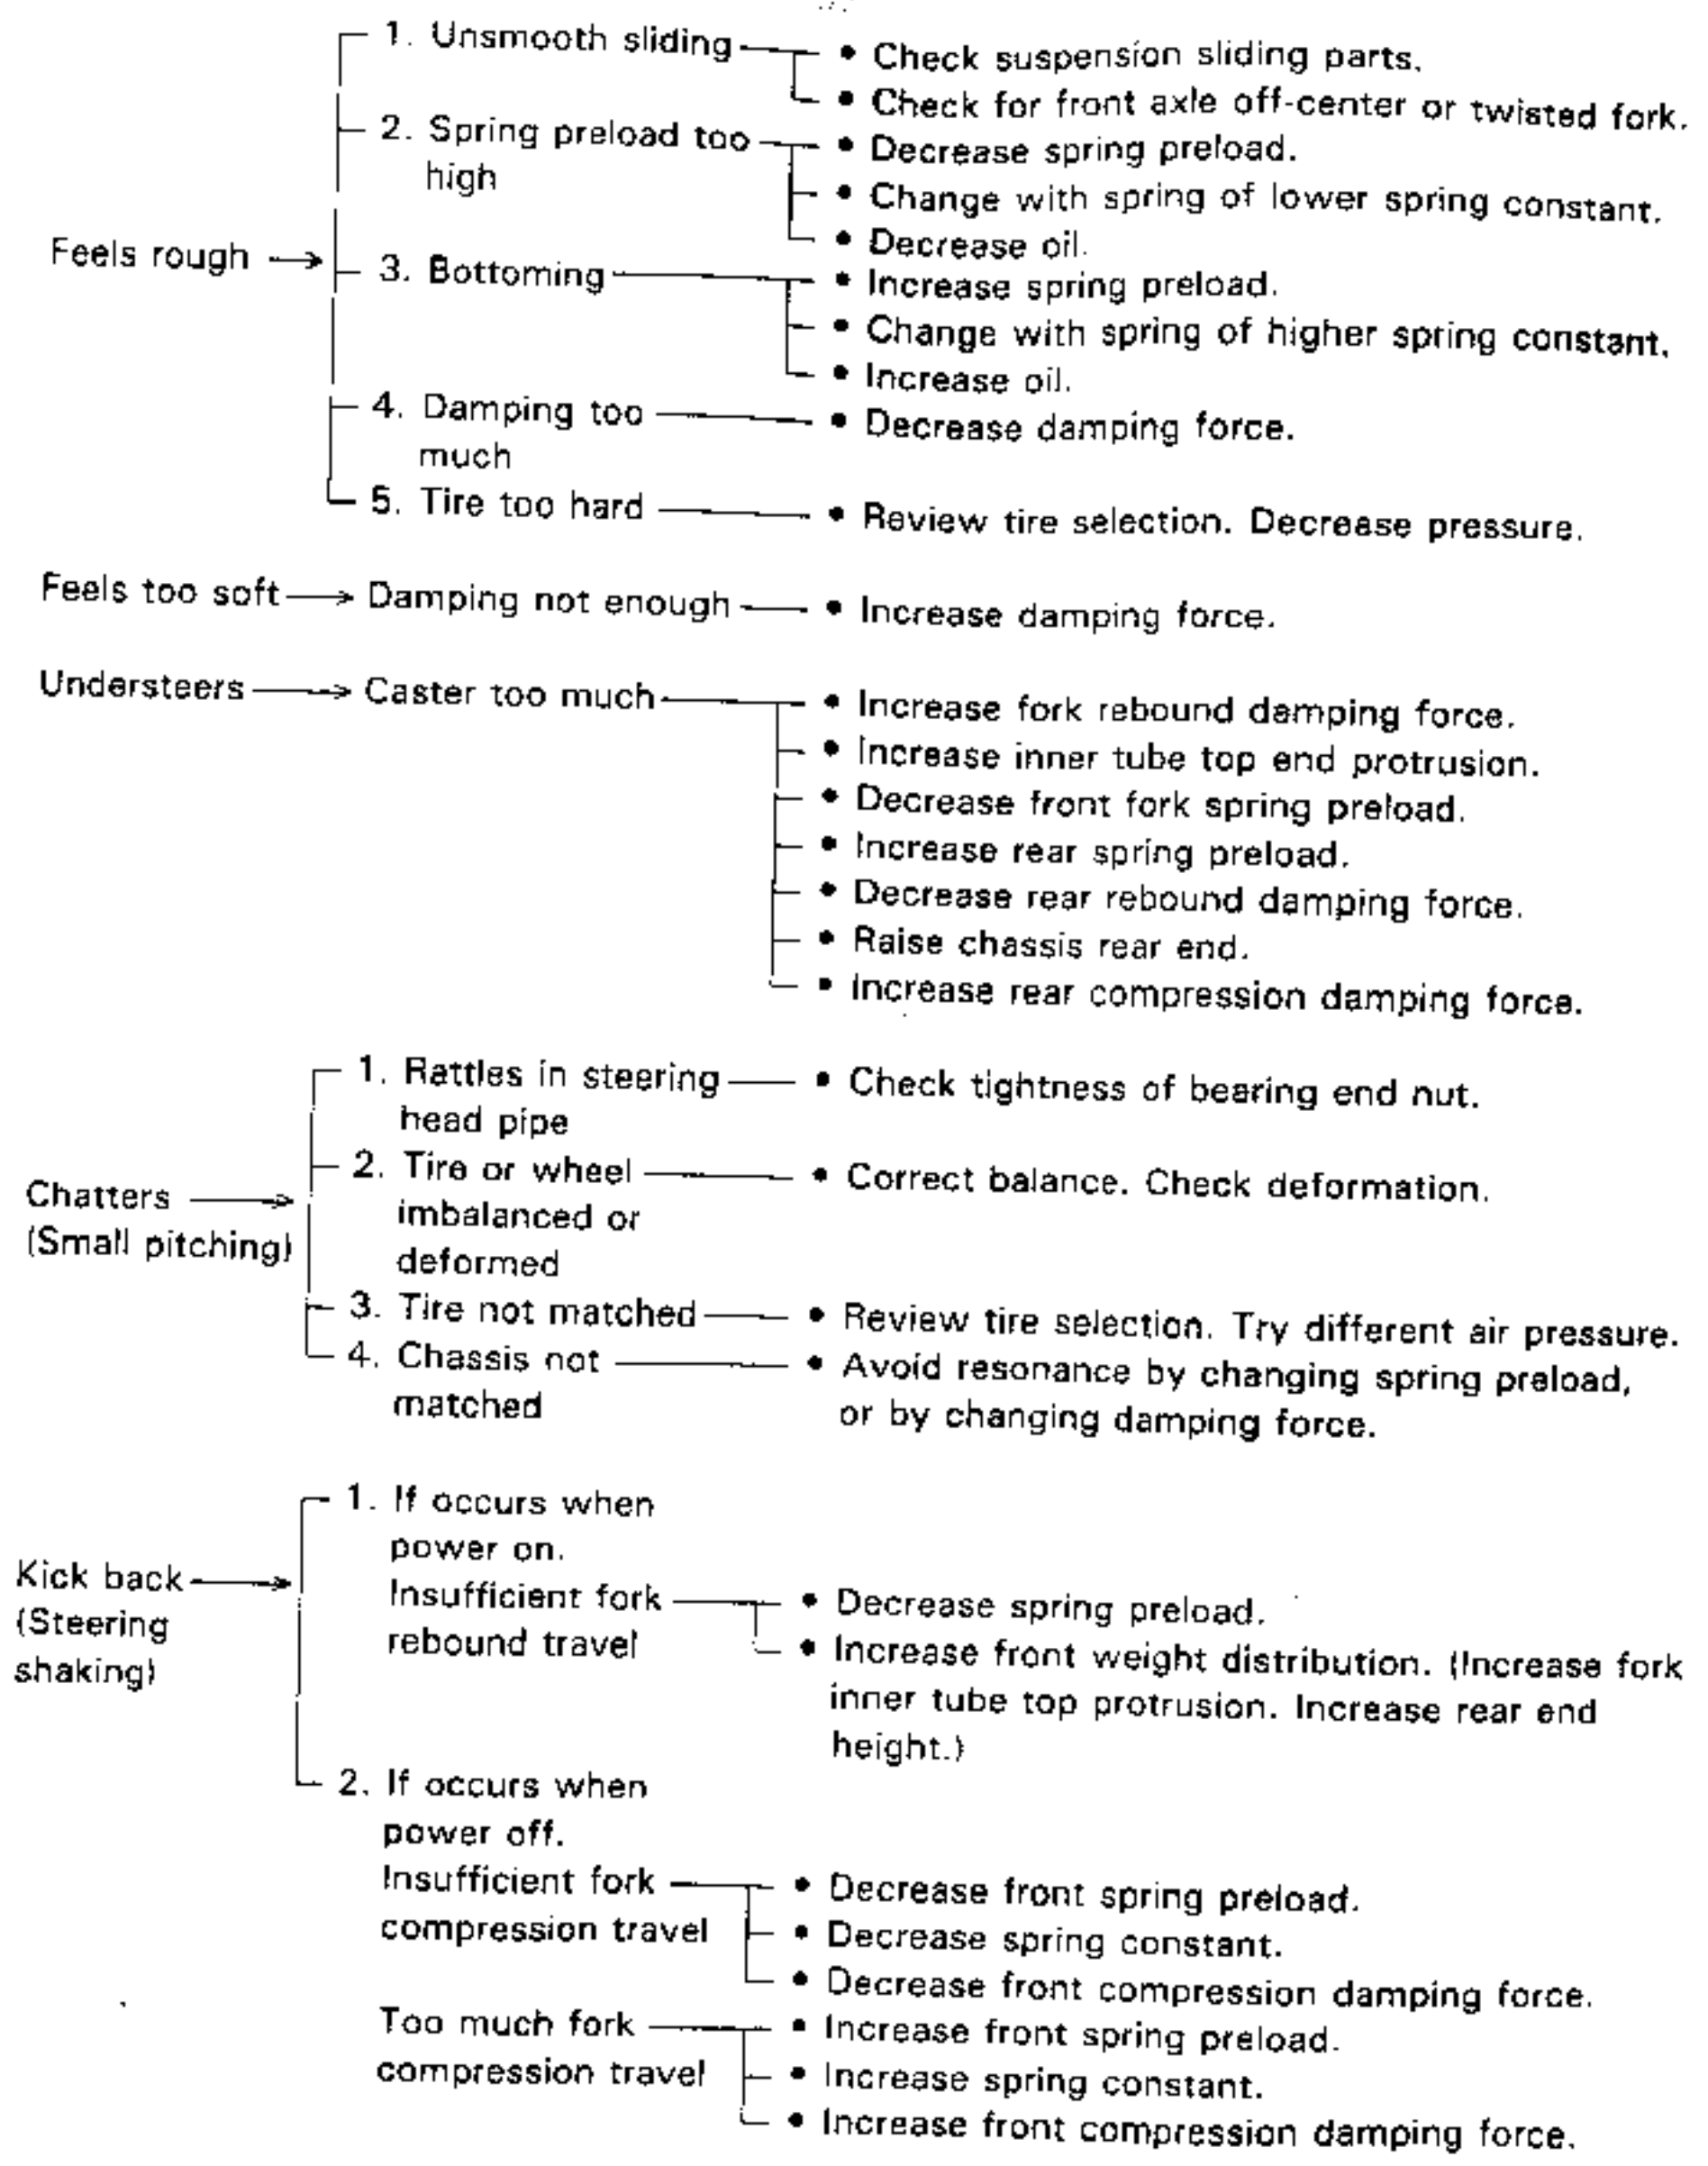 1. Unsmooth sliding • Check suspension sliding parts.
• Check for front axle off-center or twisted fork.
2. Spring preload too • Decrease spring preload.
high • Change with spring of lower spring constant.
• Decrease oil.
Feels rough → 3. Bottoming • Increase spring preload.
• Change with spring of higher spring constant.
• Increase oil.
4. Damping too • Decrease damping force.
much
5. Tire too hard • Review tire selection. Decrease pressure.
Feels too soft → Damping not enough • Increase damping force.
Understeers → Caster too much • Increase fork rebound damping force.
• Increase inner tube top end protrusion.
• Decrease front fork spring preload.
• Increase rear spring preload.
• Decrease rear rebound damping force.
• Raise chassis rear end.
• Increase rear compression damping force.
1. Rattles in steering • Check tightness of bearing end nut.
head pipe
2. Tire or wheel • Correct balance. Check deformation.
Chatters → imbalanced or
(Small pitching) deformed
3. Tire not matched • Review tire selection. Try different air pressure.
4. Chassis not • Avoid resonance by changing spring preload,
matched or by changing damping force.
1. If occurs when
power on.
Kick back → Insufficient fork • Decrease spring preload.
(Steering rebound travel • Increase front weight distribution. (Increase fork
shaking) inner tube top protrusion. Increase rear end
height.)
2. If occurs when
power off.
Insufficient fork • Decrease front spring preload.
compression travel • Decrease spring constant.
• Decrease front compression damping force.
Too much fork • Increase front spring preload.
compression travel • Increase spring constant.
• Increase front compression damping force.